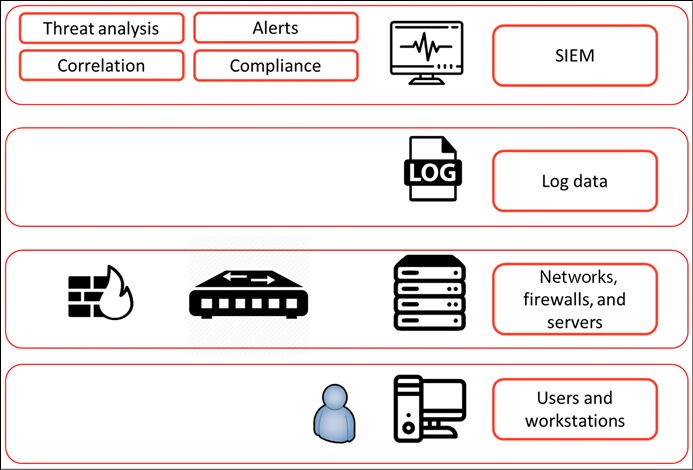 Threat analysis
Alerts
Correlation
Compliance
SIEM
LOG
Log data
Networks,
firewalls, and
servers
Users and
workstations